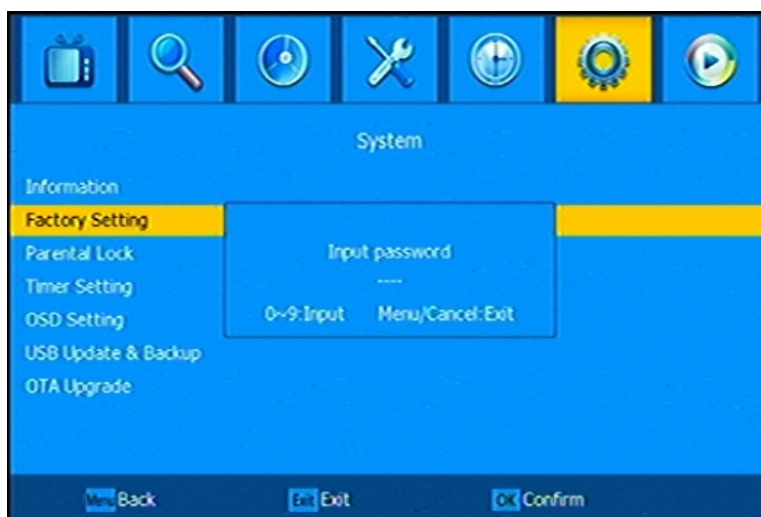 System
Information
Factory Setting
Parental Lock
Timer Setting
OSD Setting
USB Update & Backup
OTA Upgrade
Input password
----
0~9:Input Menu/Cancel:Exit
Menu Back Exit Exit OK Confirm